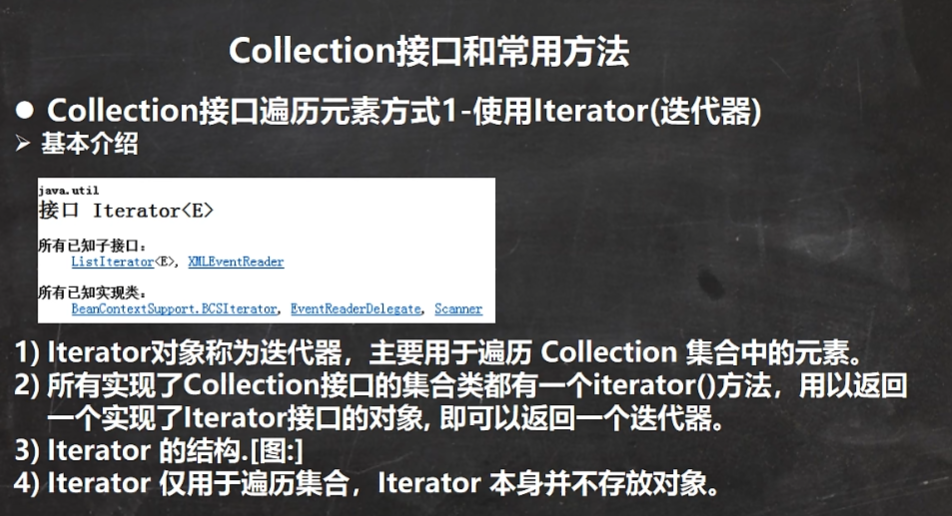 Collection接口和常用方法
● Collection接口遍历元素方式1-使用Iterator(迭代器)
➢ 基本介绍
java.util
接口 Iterator<E>
所有已知子接口：
ListIterator<E>, XMLEventReader
所有已知实现类：
BeanContextSupport.BCSIterator, EventReaderDelegate, Scanner
1) Iterator对象称为迭代器，主要用于遍历 Collection 集合中的元素。
2) 所有实现了Collection接口的集合类都有一个iterator()方法，用以返回
一个实现了Iterator接口的对象, 即可以返回一个迭代器。
3) Iterator 的结构.[图:]
4) Iterator 仅用于遍历集合，Iterator 本身并不存放对象。